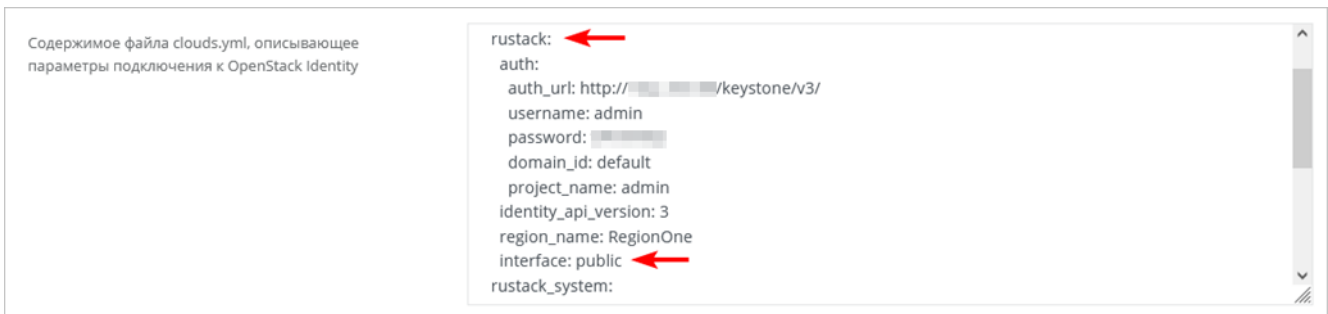 Содержимое файла clouds.yml, описывающее
параметры подключения к OpenStack Identity
rustack:
auth:
auth_url: http:// /keystone/v3/
username: admin
password:
domain_id: default
project_name: admin
identity_api_version: 3
region_name: RegionOne
interface: public
rustack_system: